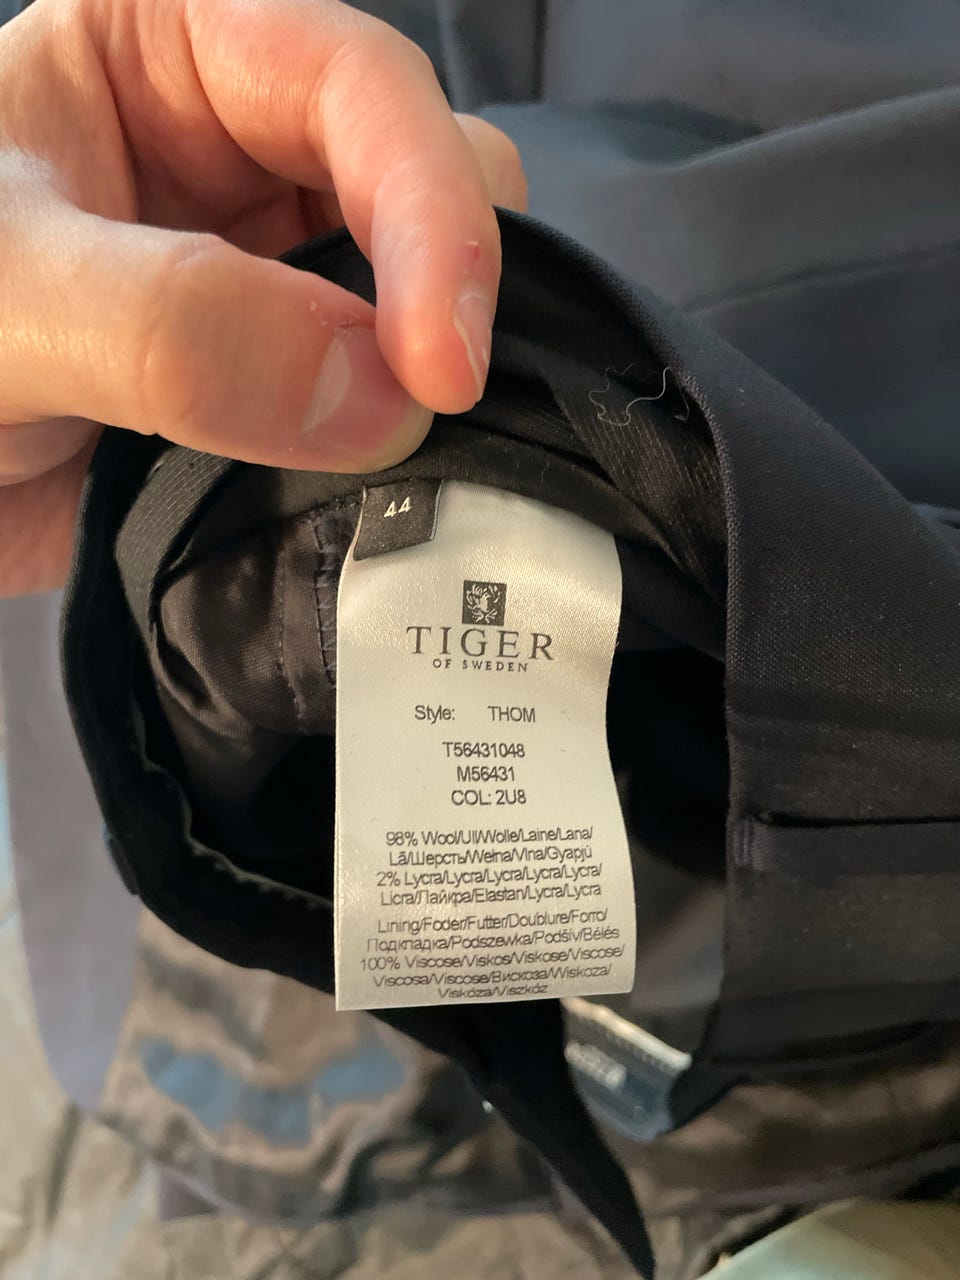 44
TIGER
OF SWEDEN
Style: THOM
T56431048
M56431
COL: 2U8
98% Wool/Ull/Wolle/Laine/Lana/
Lã/Шерсть/Wełna/Vlna/Gyapjú
2% Lycra/Lycra/Lycra/Lycra/Lycra/
Licra/Лайкра/Elastan/Lycra/Lycra
Lining/Foder/Futter/Doublure/Forro/
Подкладка/Podszewka/Podšív/Bélés
100% Viscose/Viskos/Viskose/Viscose/
Viscosa/Viscose/Вискоза/Wiskoza/
Viskóza/Viszkóz